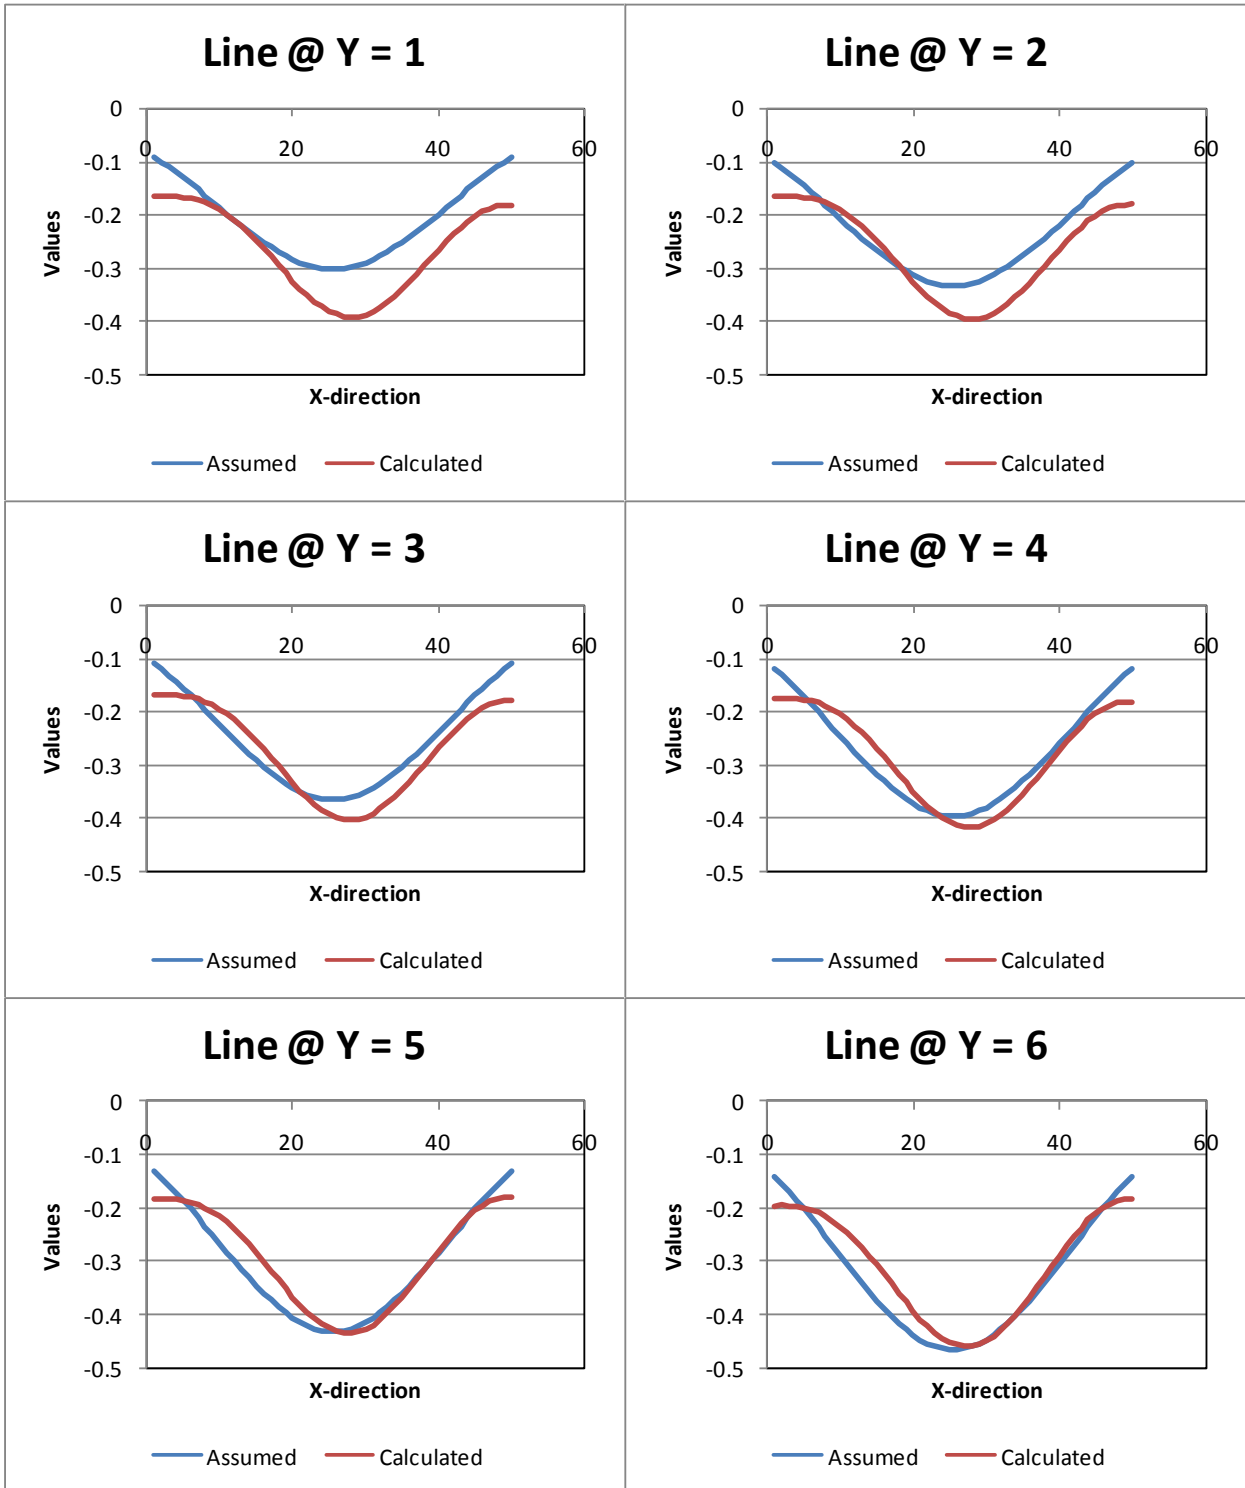 Line @ Y = 1
0
0 20 40 60
-0.1
-0.2
-0.3
-0.4
-0.5
Values
X-direction
Assumed Calculated
Line @ Y = 2
0
0 20 40 60
-0.1
-0.2
-0.3
-0.4
-0.5
Values
X-direction
Assumed Calculated
Line @ Y = 3
0
0 20 40 60
-0.1
-0.2
-0.3
-0.4
-0.5
Values
X-direction
Assumed Calculated
Line @ Y = 4
0
0 20 40 60
-0.1
-0.2
-0.3
-0.4
-0.5
Values
X-direction
Assumed Calculated
Line @ Y = 5
0
0 20 40 60
-0.1
-0.2
-0.3
-0.4
-0.5
Values
X-direction
Assumed Calculated
Line @ Y = 6
0
0 20 40 60
-0.1
-0.2
-0.3
-0.4
-0.5
Values
X-direction
Assumed Calculated